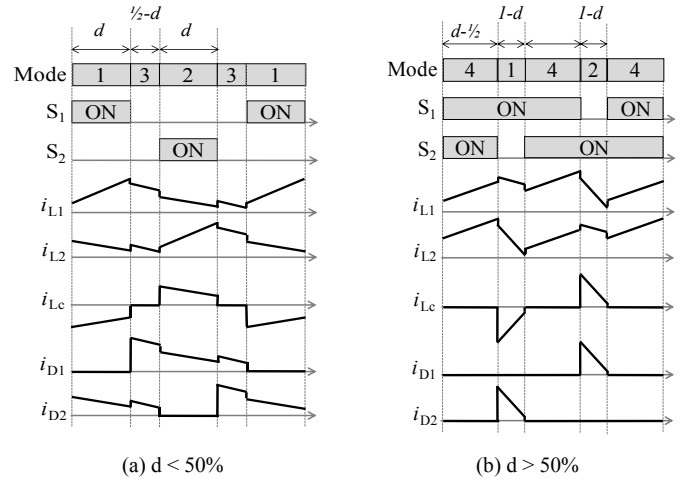 ½-d
d
d
Mode
1
3
2
3
1
S1
ON
S2
ON
iL1
iL2
iLc
iD1
iD2
(a) d < 50%
d-½
1-d
1-d
Mode
4
1
4
2
4
S1
ON
ON
S2
ON
ON
iL1
iL2
iLc
iD1
iD2
(b) d > 50%